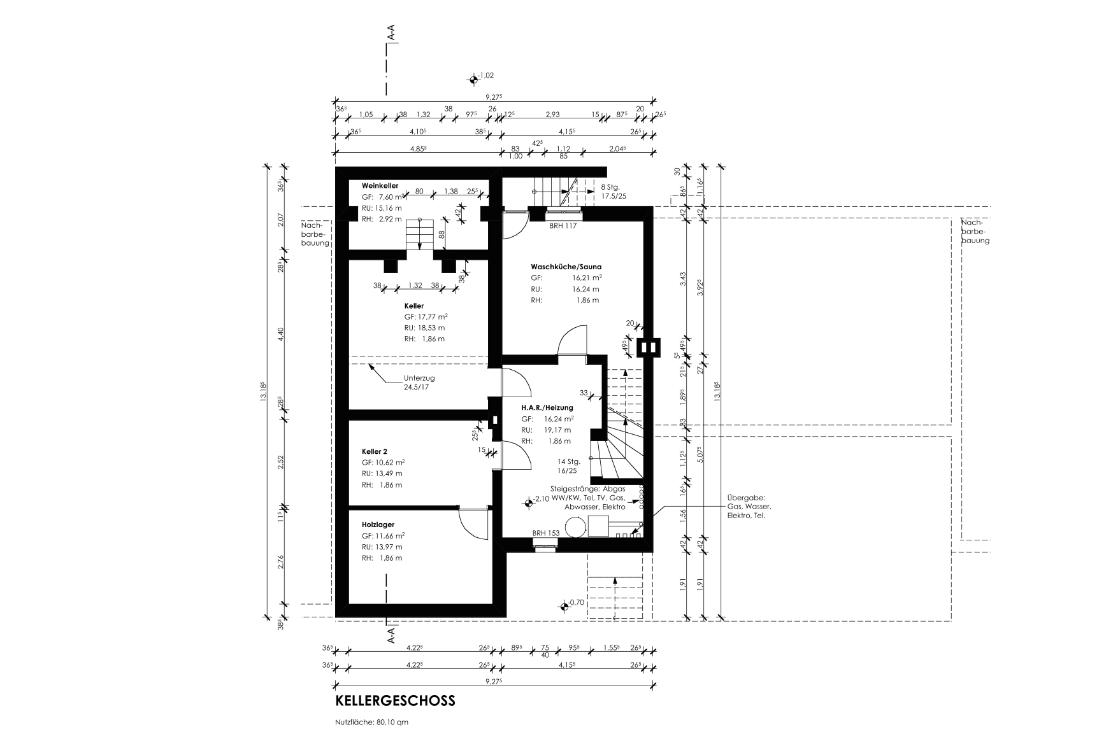 A-A
-1,02
9,27⁵
36⁵ 1,05 38 1,32 38 97⁵ 26 12⁵ 2,93 15 87⁵ 20 26⁵
36⁵ 4,10⁵ 38⁵ 4,15 26⁵
4,85⁵ 83 42⁵ 1,12 2,04⁵
1,00 85
Weinkeller
GF: 7,60 m²
RU: 15,16 m
RH: 2,92 m
80 1,38 25⁵
42
88
8 Stg.
17,5/25
BRH 117
Nach-
barbe-
bauung
Nach-
barbe-
bauung
Waschküche/Sauna
GF: 16,21 m²
RU: 16,24 m
RH: 1,86 m
38 1,32 38
38
Keller
GF: 17,77 m²
RU: 18,53 m
RH: 1,86 m
20
49⁵
Unterzug
24,5/17
33
H.A.R./Heizung
GF: 16,24 m²
RU: 19,17 m
RH: 1,86 m
25⁵
15
Keller 2
GF: 10,62 m²
RU: 13,49 m
RH: 1,86 m
14 Stg.
16/25
Steigestränge: Abgas
WW/KW, Tel, TV, Gas,
Abwasser, Elektro
-2,10
Übergabe:
Gas, Wasser,
Elektro, Tel.
Holzlager
GF: 11,66 m²
RU: 13,97 m
RH: 1,86 m
BRH 153
-0,70
A-A
13,18⁵
36⁵ 2,07 28⁵ 4,40 28⁵ 2,52 11⁵ 2,76 38⁵
30 86⁵ 42 3,43 49⁵ 5⁵ 21⁵ 1,89⁵ 33 1,12⁵ 16⁵ 1,56 42 1,91
1,16⁵ 42 3,92⁵ 27 5,07⁵ 42 1,91
13,18⁵
36⁵ 4,22⁵ 26⁵ 89⁵ 75 95⁵ 1,55⁵ 26⁵
40
36⁵ 4,22⁵ 26⁵ 4,15⁵ 26⁵
9,27⁵
KELLERGESCHOSS
Nutzfläche: 80,10 qm